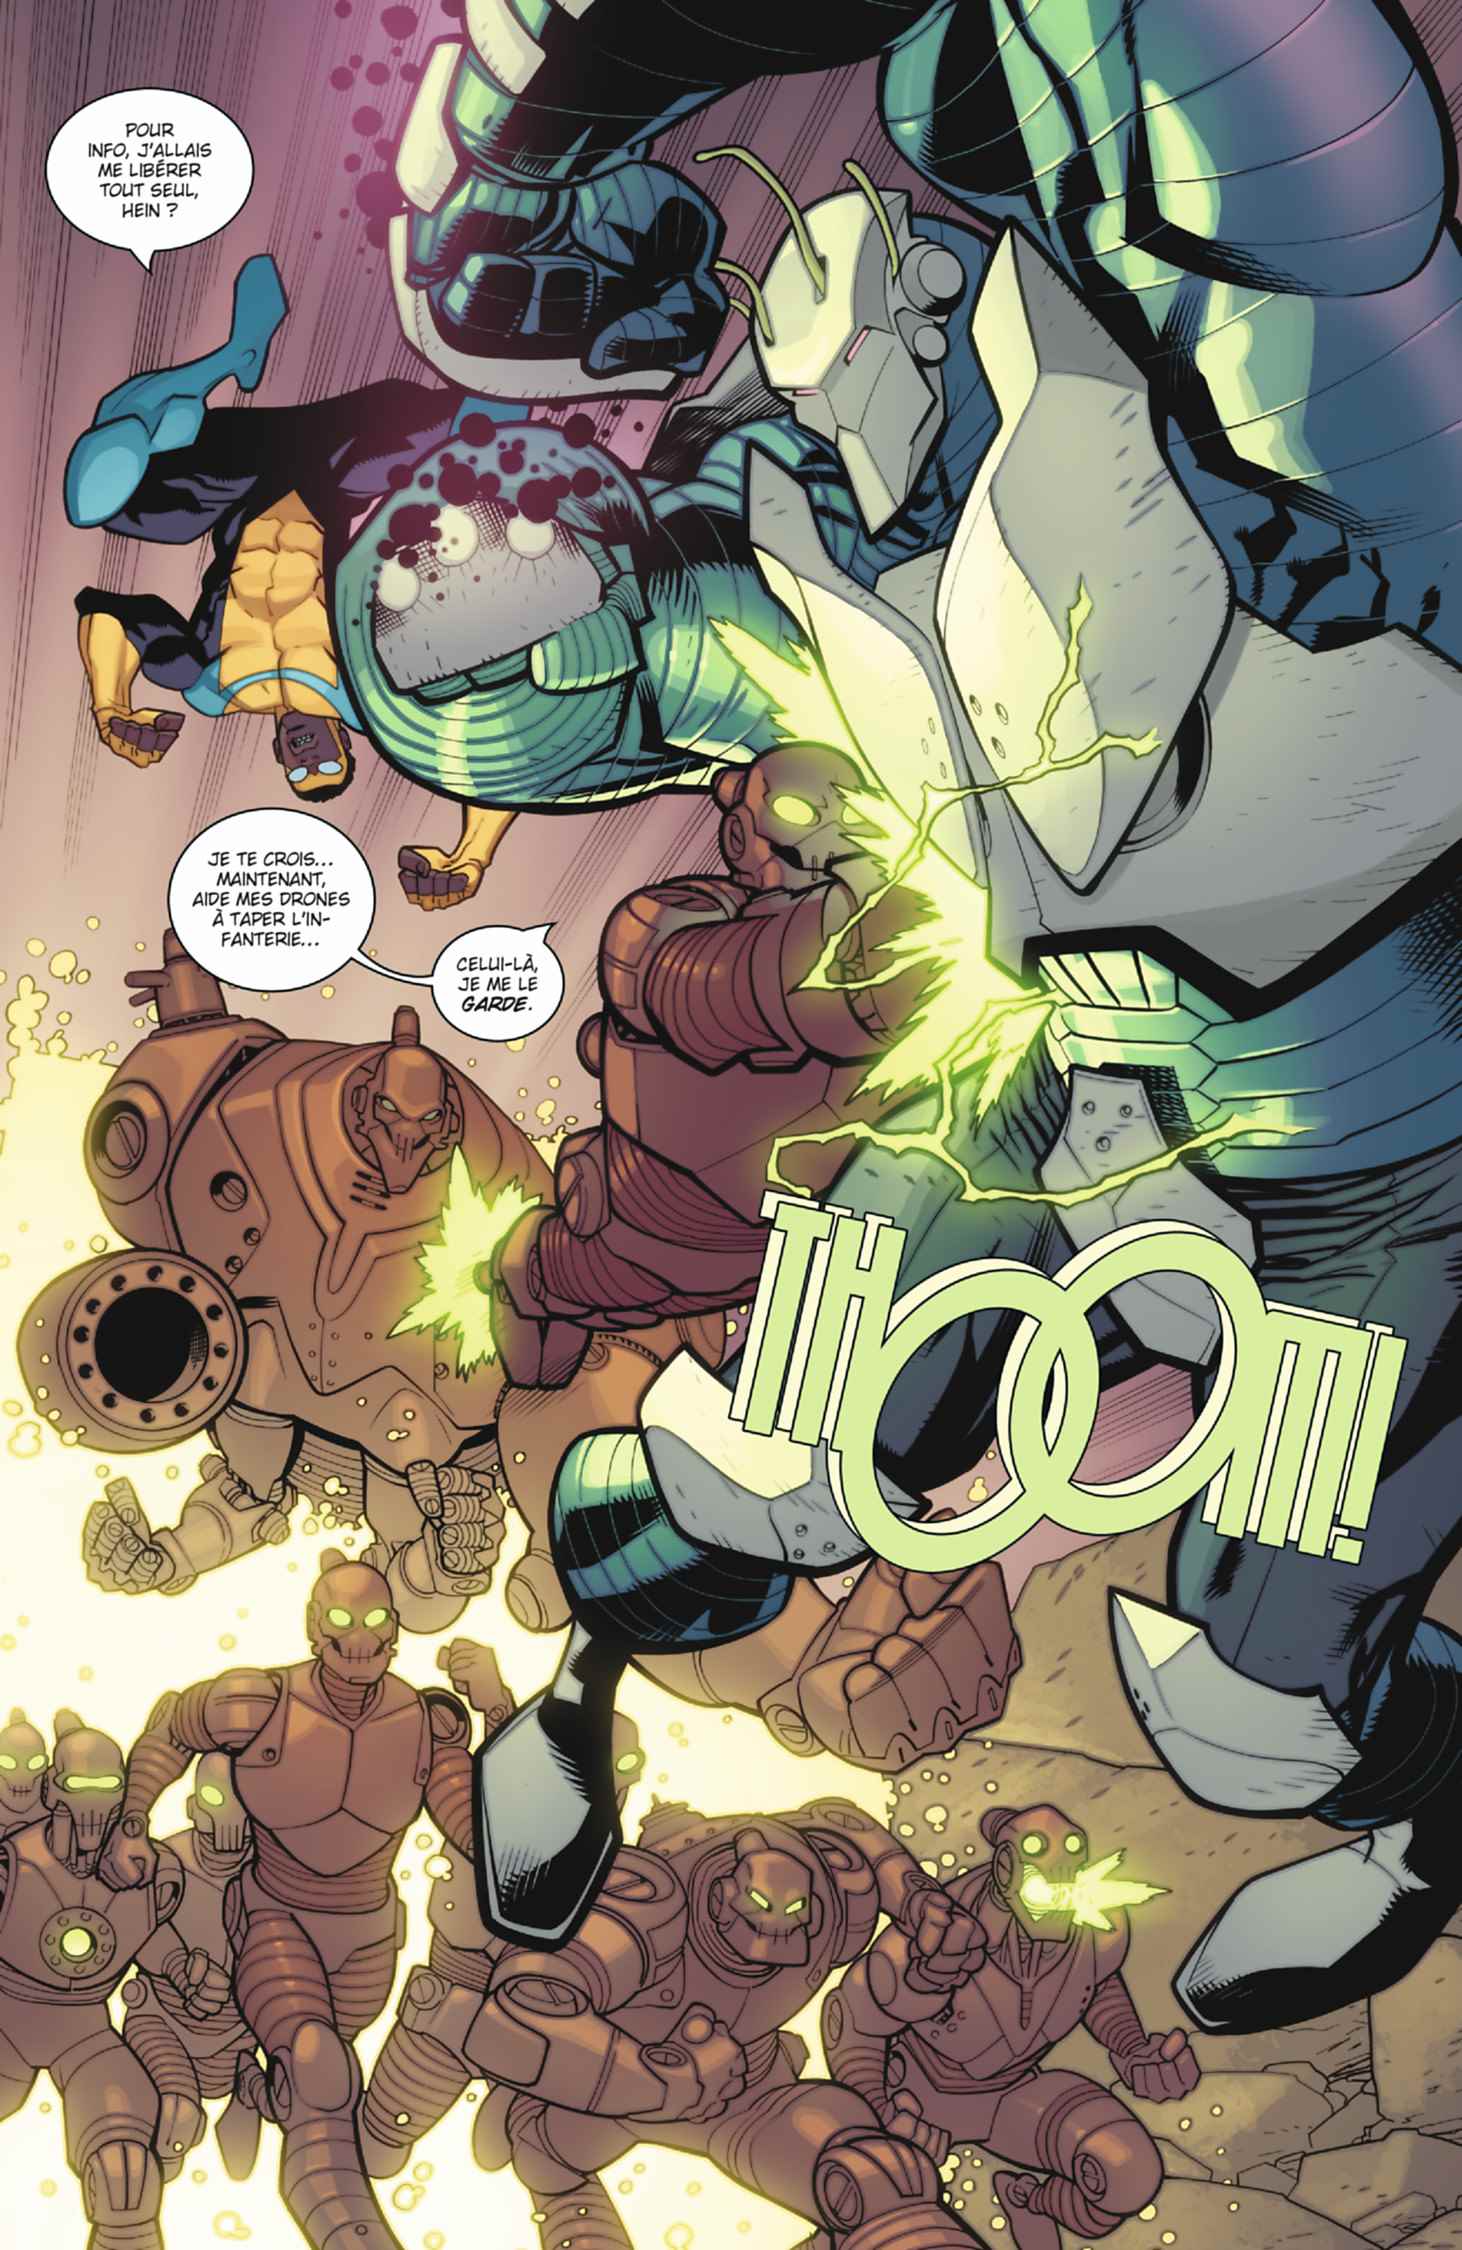 POUR
INFO, J'ALLAIS
ME LIBÉRER
TOUT SEUL,
HEIN ?
JE TE CROIS...
MAINTENANT,
AIDE MES DRONES
À TAPER L'IN-
FANTERIE...
CELUI-LÀ,
JE ME LE
GARDE.
THOOM!